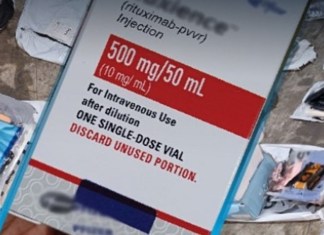 (rituximab-pvvr)
Injection
500 mg/50 mL
(10 mg/mL)
For Intravenous Use
after dilution
ONE SINGLE-DOSE VIAL
DISCARD UNUSED PORTION.